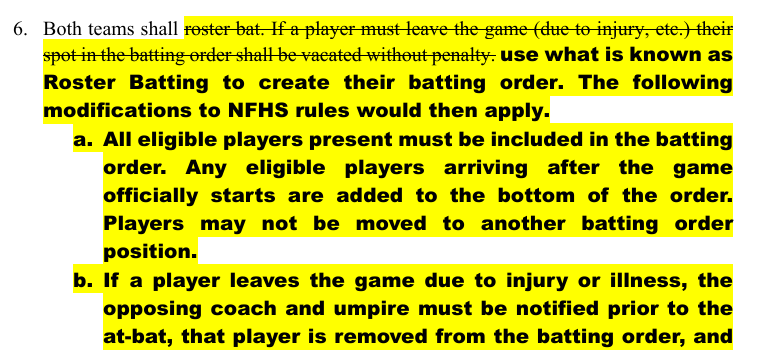 6. Both teams shall roster bat. If a player must leave the game (due to injury, etc.) their
spot in the batting order shall be vacated without penalty. use what is known as
Roster Batting to create their batting order. The following
modifications to NFHS rules would then apply.
a. All eligible players present must be included in the batting
order. Any eligible players arriving after the game
officially starts are added to the bottom of the order.
Players may not be moved to another batting order
position.
b. If a player leaves the game due to injury or illness, the
opposing coach and umpire must be notified prior to the
at-bat, that player is removed from the batting order, and